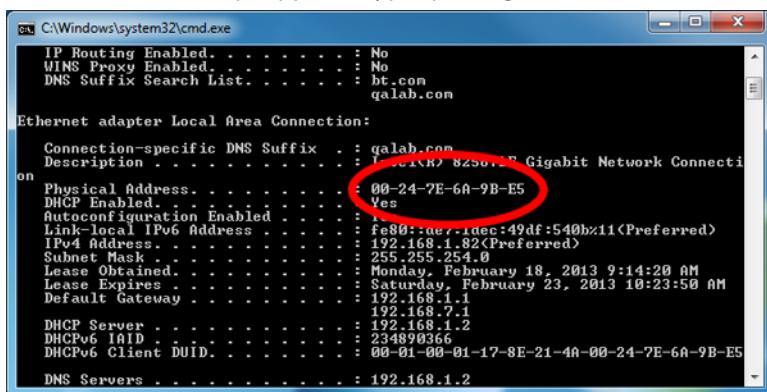 C:\Windows\system32\cmd.exe
IP Routing Enabled. . . . . . . . : No
WINS Proxy Enabled. . . . . . . . : No
DNS Suffix Search List. . . . . . : bt.com
qalab.com
Ethernet adapter Local Area Connection:
Connection-specific DNS Suffix  . : qalab.com
Description . . . . . . . . . . . : Gigabit Network Connecti
on
Physical Address. . . . . . . . . : 00-24-7E-6A-9B-E5
DHCP Enabled. . . . . . . . . . . : Yes
Autoconfiguration Enabled . . . . :
Link-local IPv6 Address . . . . . :
IPv4 Address. . . . . . . . . . . : 192.168.1.82(Preferred)
Subnet Mask . . . . . . . . . . . : 255.255.254.0
Lease Obtained. . . . . . . . . . : Monday, February 18, 2013 9:14:20 AM
Lease Expires . . . . . . . . . . : Saturday, February 23, 2013 10:23:50 AM
Default Gateway . . . . . . . . . : 192.168.1.1
192.168.7.1
DHCP Server . . . . . . . . . . . : 192.168.1.2
DHCPv6 IAID . . . . . . . . . . . : 234890366
DHCPv6 Client DUID. . . . . . . . : 00-01-00-01-17-8E-21-4A-00-24-7E-6A-9B-E5
DNS Servers . . . . . . . . . . . : 192.168.1.2